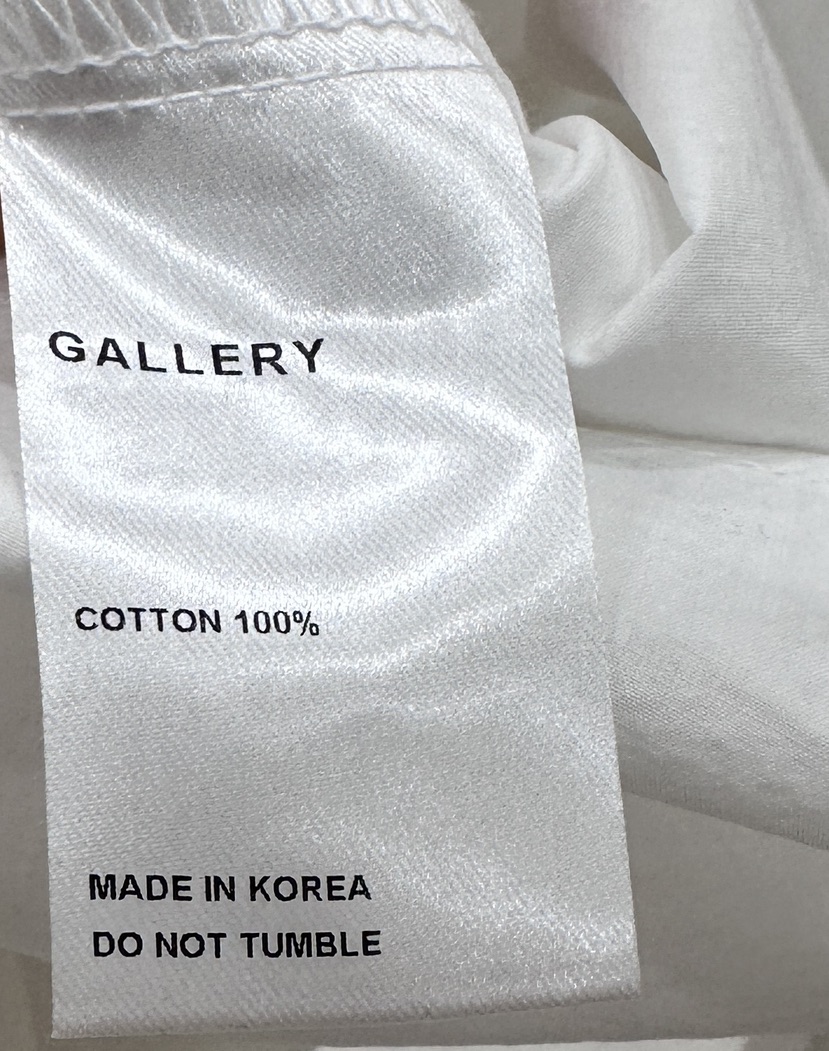 GALLERY
COTTON 100%
MADE IN KOREA
DO NOT TUMBLE